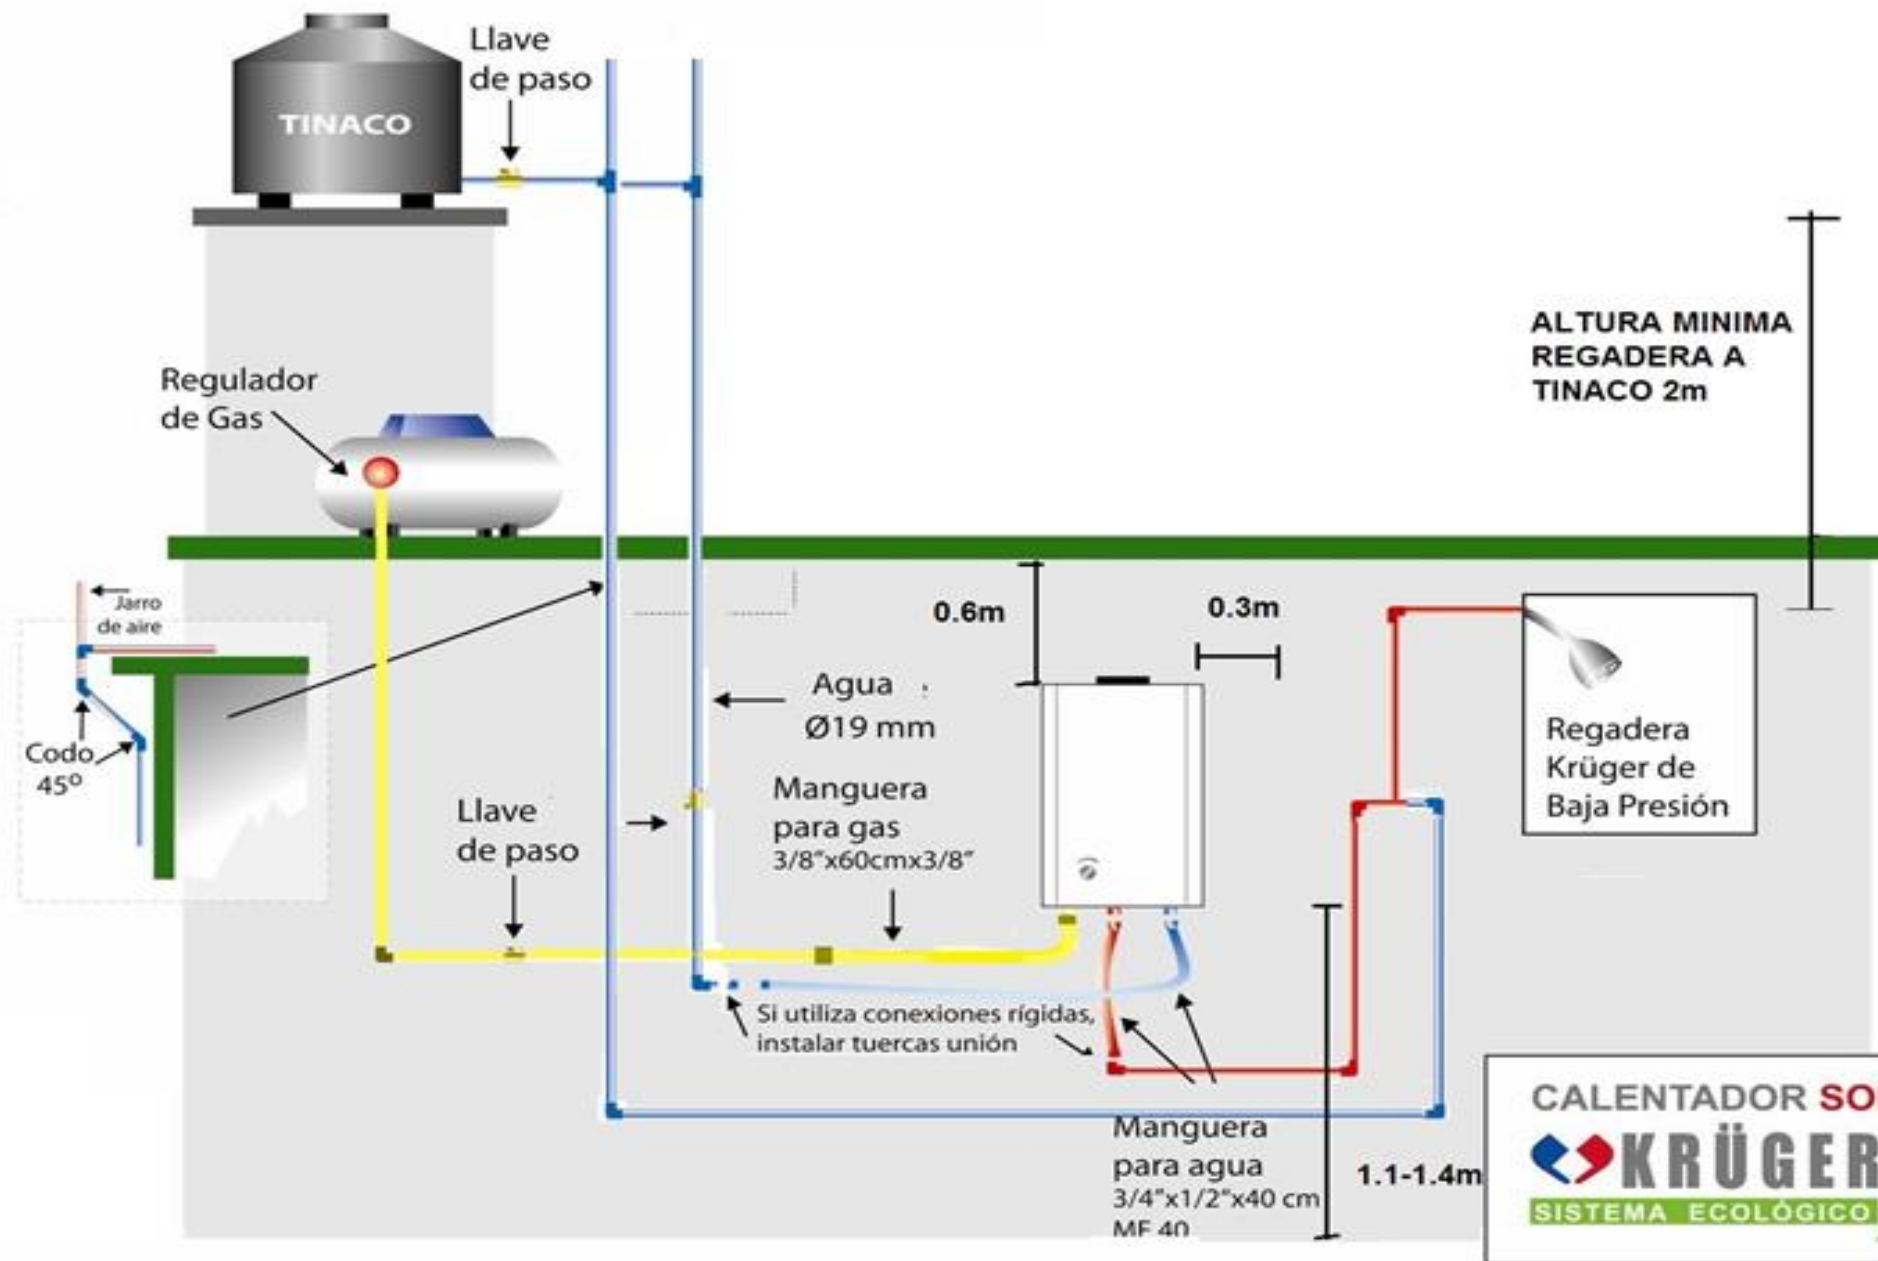 Llave
de paso
TINACO
ALTURA MINIMA
REGADERA A
TINACO 2m
Regulador
de Gas
Jarro
de aire
0.6m
0.3m
Agua
Ø19 mm
Codo
45º
Regadera
Krüger de
Baja Presión
Manguera
para gas
3/8"x60cmx3/8"
Llave
de paso
Si utiliza conexiones rígidas,
instalar tuercas unión
Manguera
para agua
3/4"x1/2"x40 cm
MF 40
1.1-1.4m
CALENTADOR SO
KRÜGER
SISTEMA ECOLÓGICO